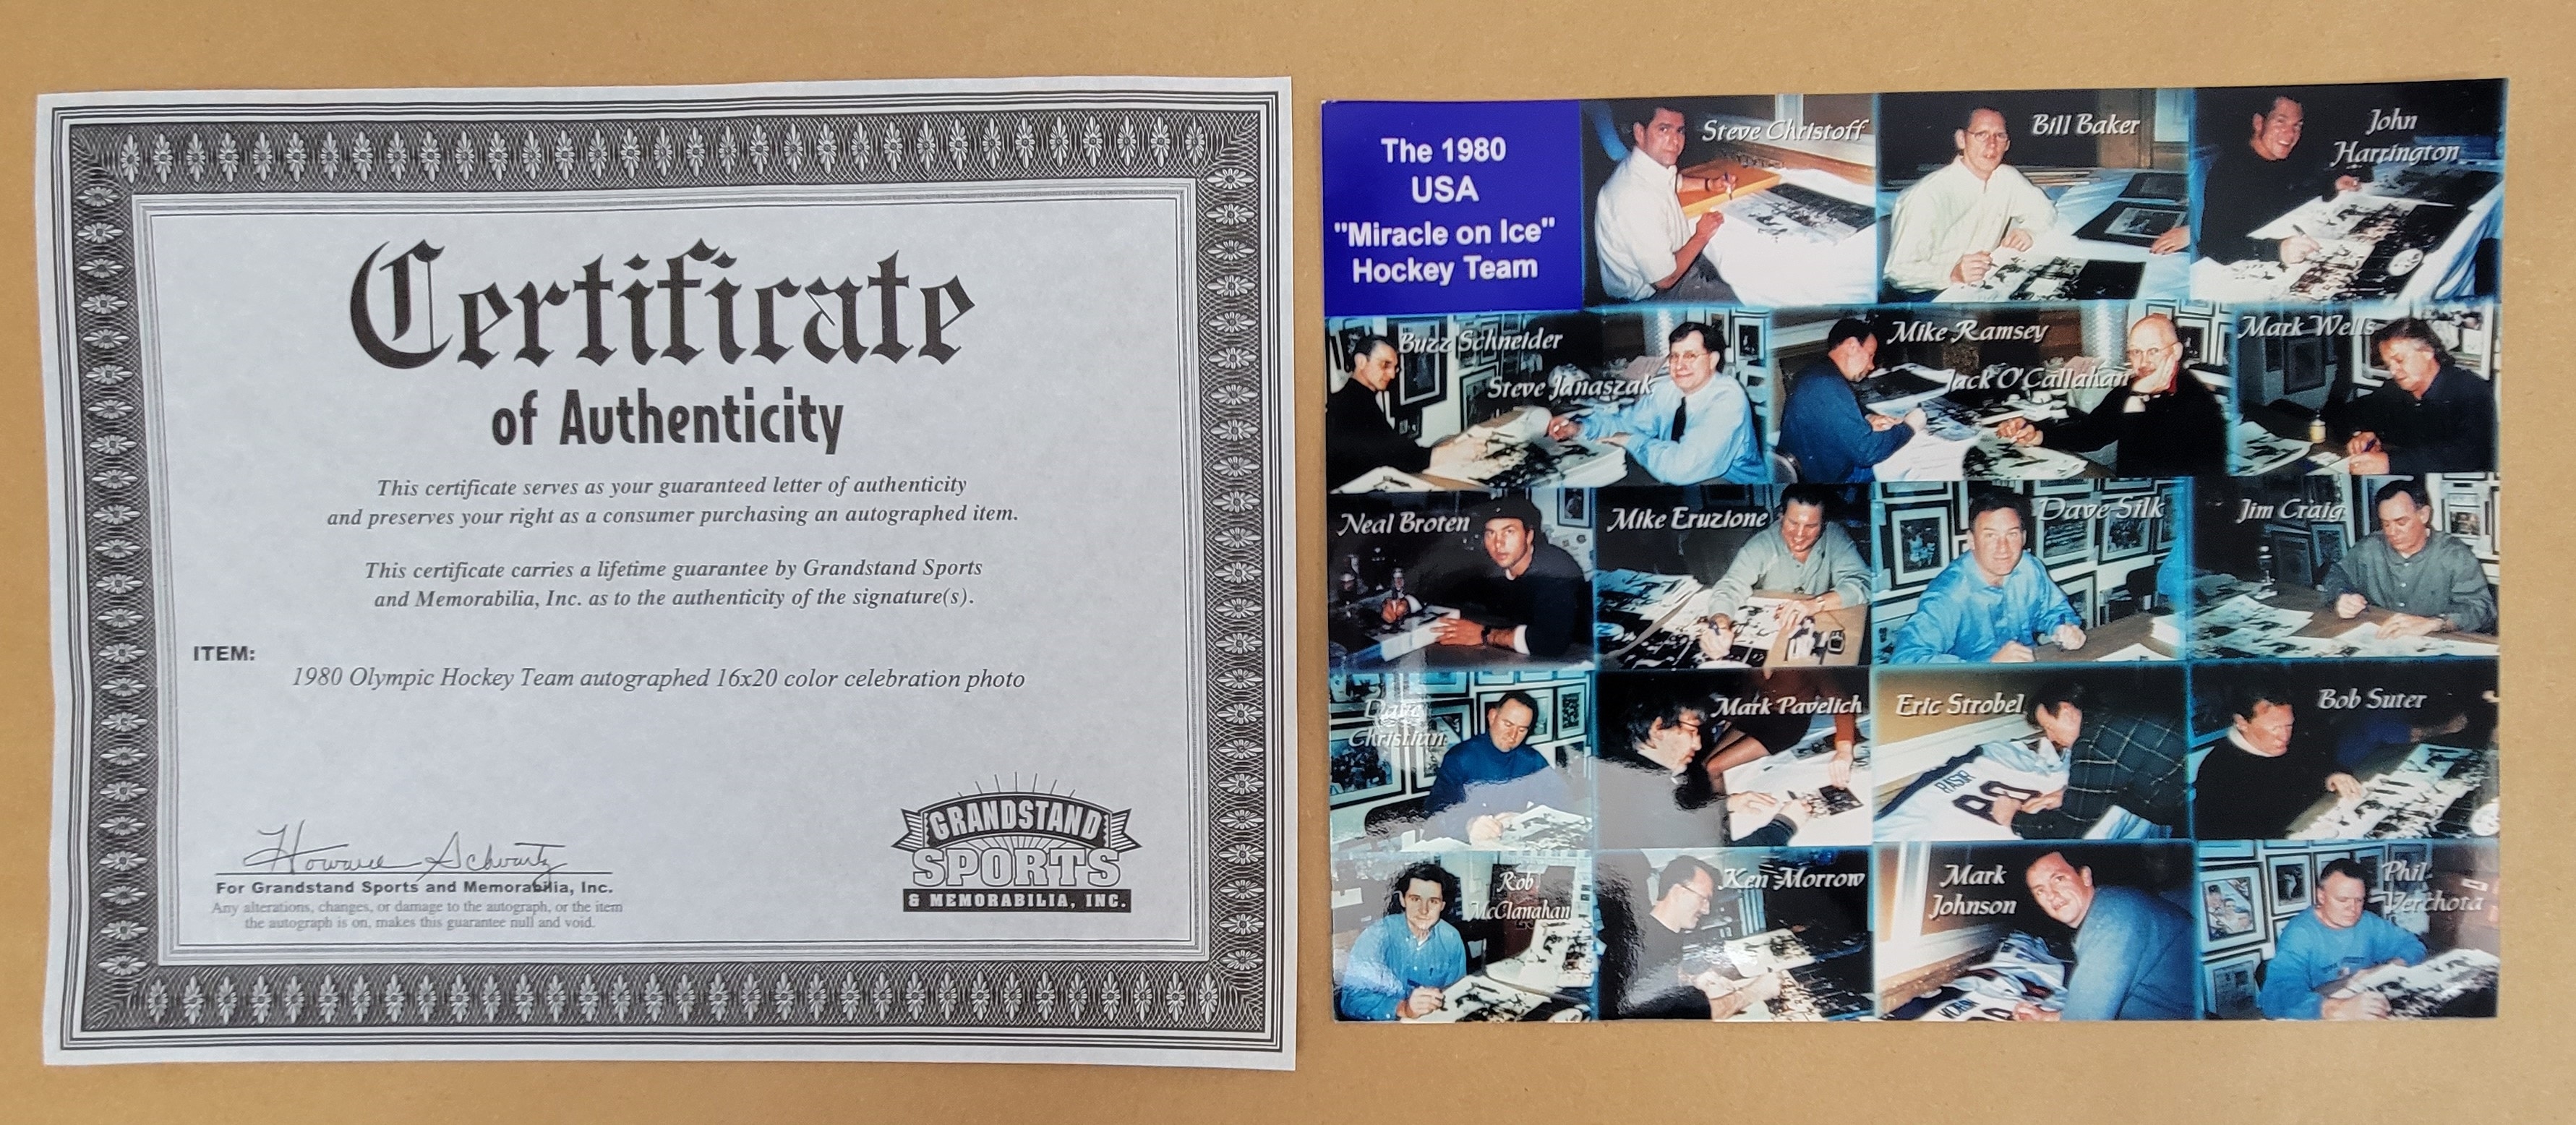 Certificate
of Authenticity
This certificate serves as your guaranteed letter of authenticity
and preserves your right as a consumer purchasing an autographed item.
This certificate carries a lifetime guarantee by Grandstand Sports
and Memorabilia, Inc. as to the authenticity of the signature(s).
ITEM:
1980 Olympic Hockey Team autographed 16x20 color celebration photo
Howard Schwartz
For Grandstand Sports and Memorabilia, Inc.
Any alterations, changes, or damage to the autograph, or the item
the autograph is on, makes this guarantee null and void.
GRANDSTAND
SPORTS
& MEMORABILIA, INC.
The 1980
USA
"Miracle on Ice"
Hockey Team
Steve Christoff
Bill Baker
John
Harrington
Buzz Schneider
Steve Janaszak
Mike Ramsey
Jack O'Callahan
Mark Wells
Neal Broten
Mike Eruzione
Dave Silk
Jim Craig
Dave
Christian
Mark Pavelich
Eric Strobel
Bob Suter
Rob
McClanahan
Ken Morrow
Mark
Johnson
Phil
Verchota